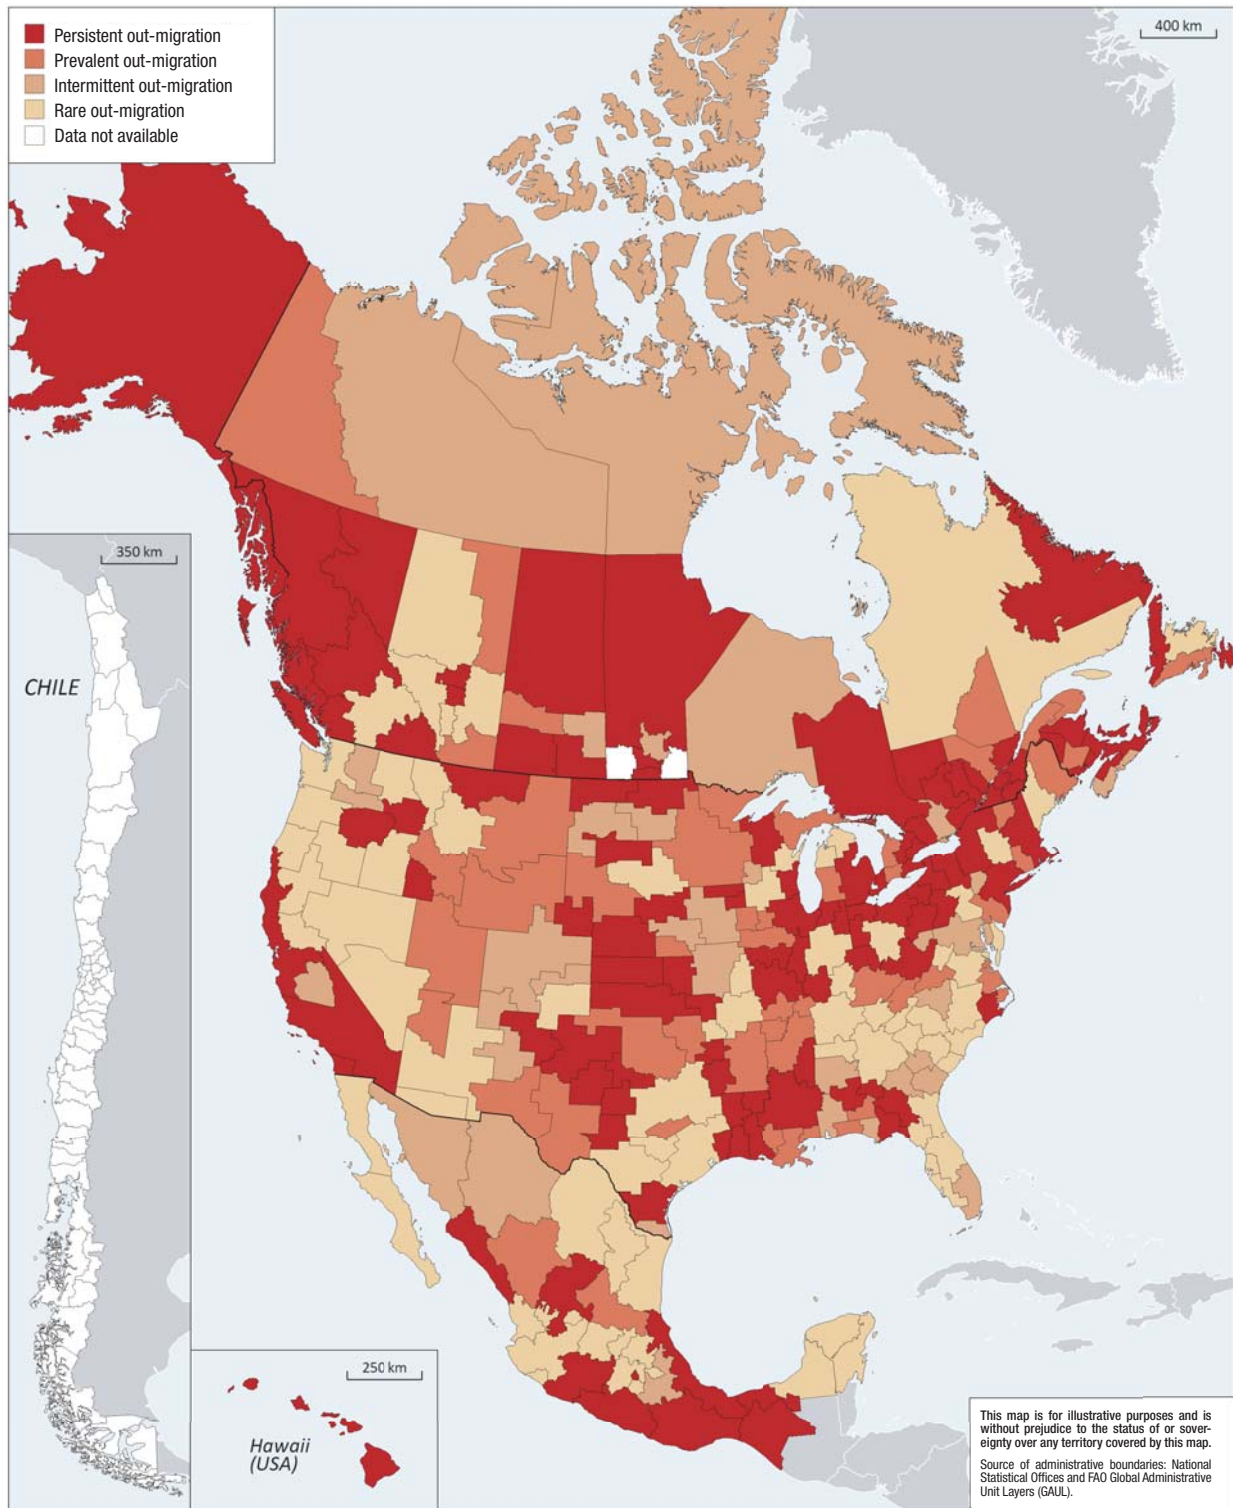 Persistent out-migration
Prevalent out-migration
Intermittent out-migration
Rare out-migration
Data not available
400 km
350 km
CHILE
250 km
Hawaii
(USA)
This map is for illustrative purposes and is
without prejudice to the status of or sover-
eignty over any territory covered by this map.
Source of administrative boundaries: National
Statistical Offices and FAO Global Administrative
Unit Layers (GAUL).